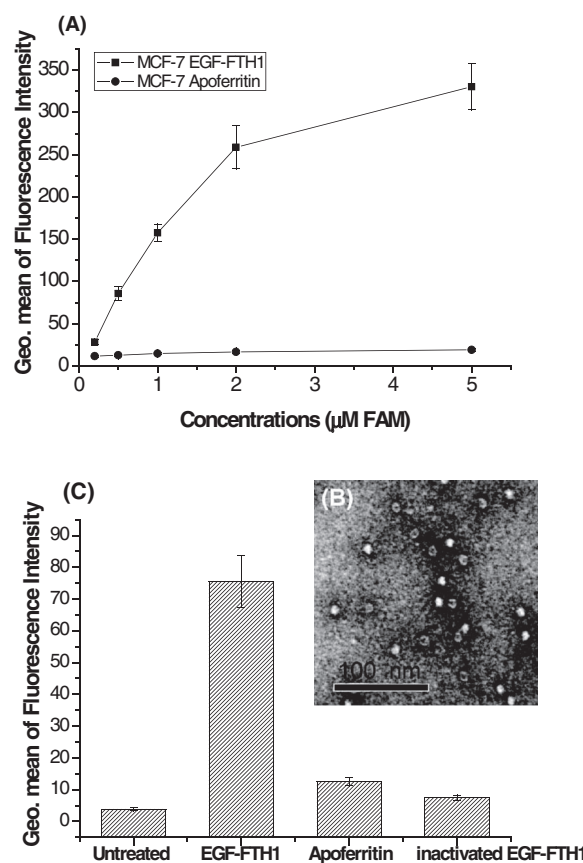 (A)
MCF-7 EGF-FTH1
MCF-7 Apoferritin
350
300
250
200
150
100
50
0
Geo. mean of Fluorescence Intensity
0 1 2 3 4 5
Concentrations (μM FAM)
(C)
(B)
100 nm
90
80
70
60
50
40
30
20
10
0
Geo. mean of Fluorescence Intensity
Untreated EGF-FTH1 Apoferritin inactivated EGF-FTH1